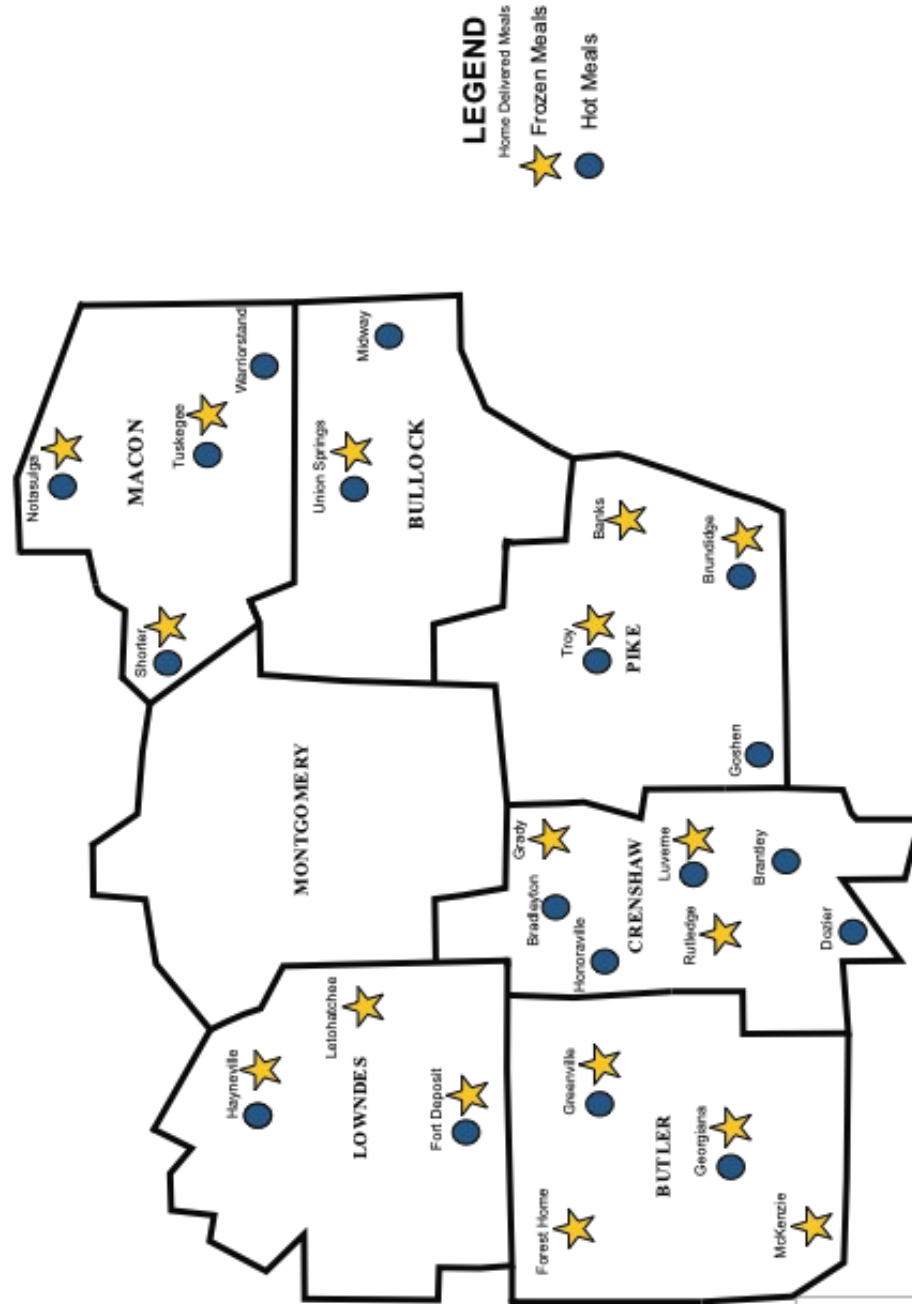 LEGEND
Home Delivered Meals
Frozen Meals
Hot Meals
Notasulga
MACON
Tuskegee
Warriorstand
Shorter
Union Springs
Midway
BULLOCK
MONTGOMERY
Banks
Troy
PIKE
Brundidge
Goshen
Grady
Bradleyton
Honoraville
CRENSHAW
Luverne
Rutledge
Brantley
Dozier
Hayneville
Letohatchee
LOWNDES
Fort Deposit
Greenville
BUTLER
Georgiana
Forest Home
McKenzie